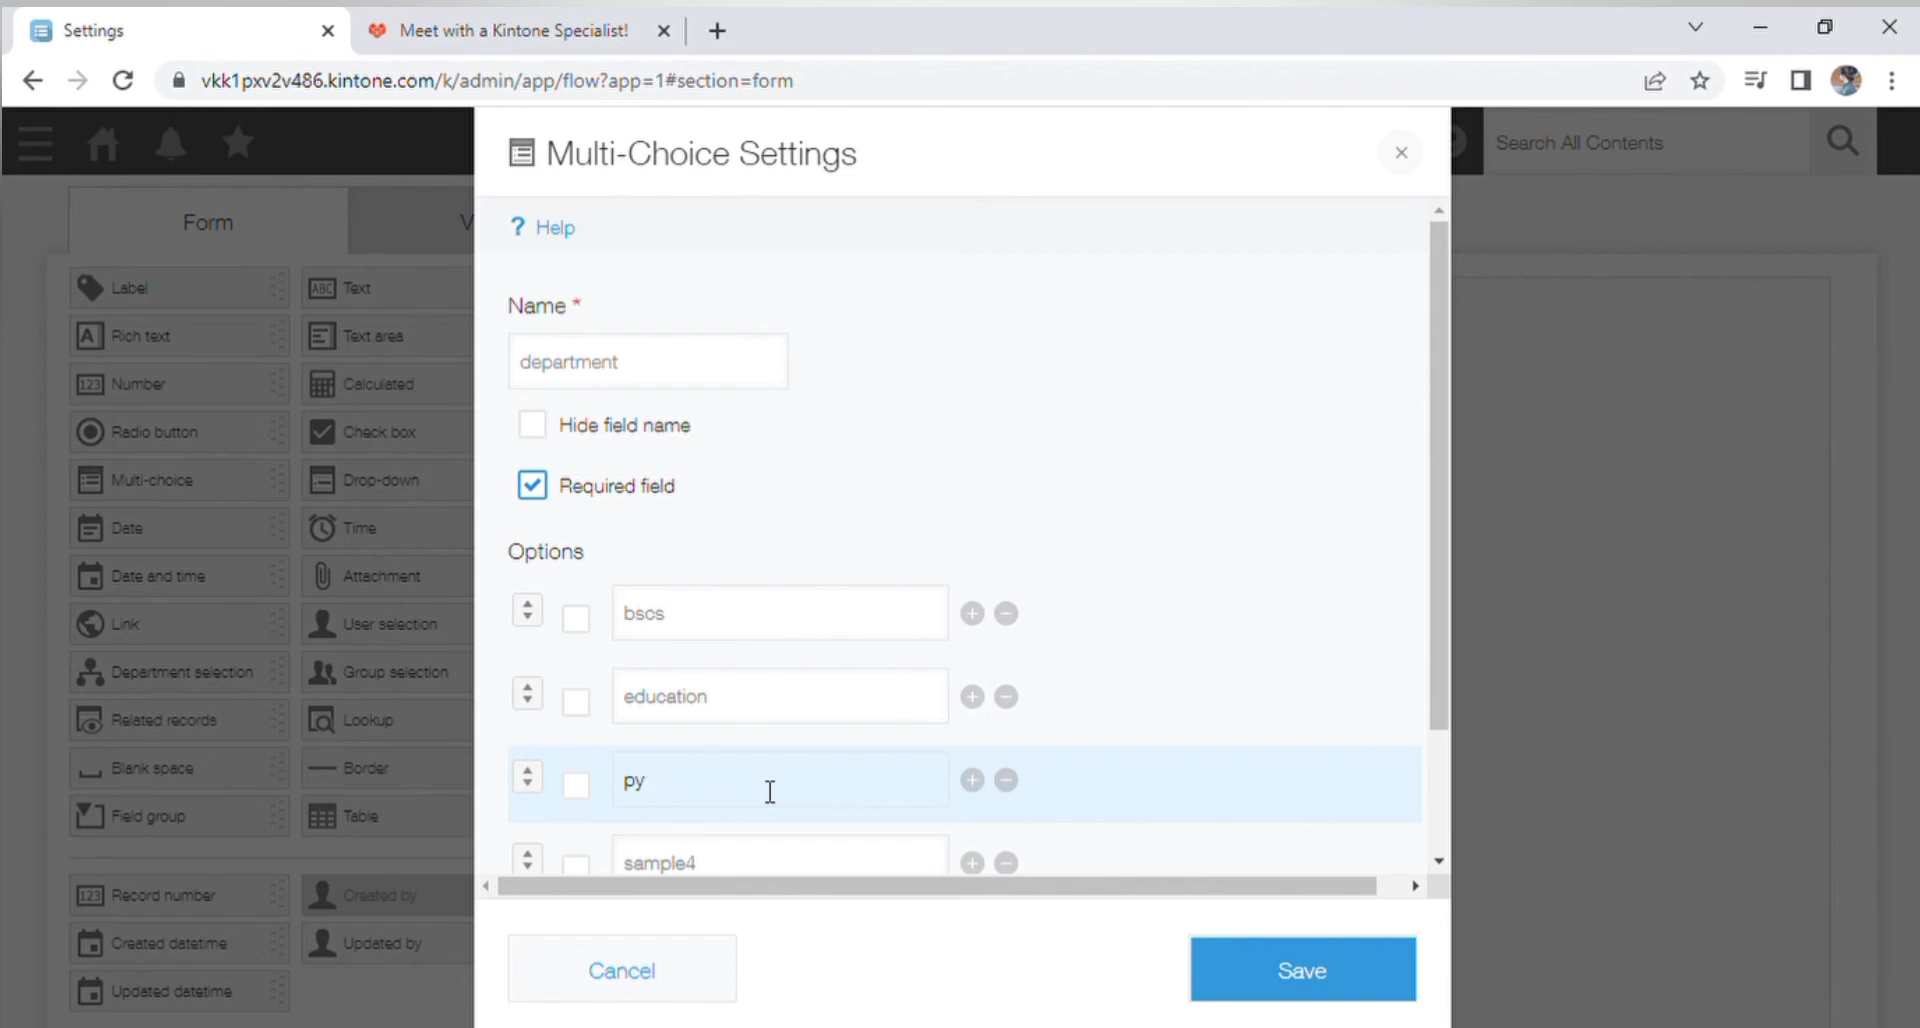 Settings
Meet with a Kintone Specialist!
vkk1pxv2v486.kintone.com/k/admin/app/flow?app=1#section=form
Multi-Choice Settings
Search All Contents
Form
V
? Help
Label
Text
Name *
Rich text
Text area
department
Number
Calculated
Hide field name
Radio button
Check box
Multi-choice
Drop-down
Required field
Date
Time
Options
Date and time
Attachment
bscs
Link
User selection
Department selection
Group selection
education
Related records
Lookup
Blank space
Border
py
Field group
Table
sample4
Record number
Created by
Created datetime
Updated by
Cancel
Save
Updated datetime